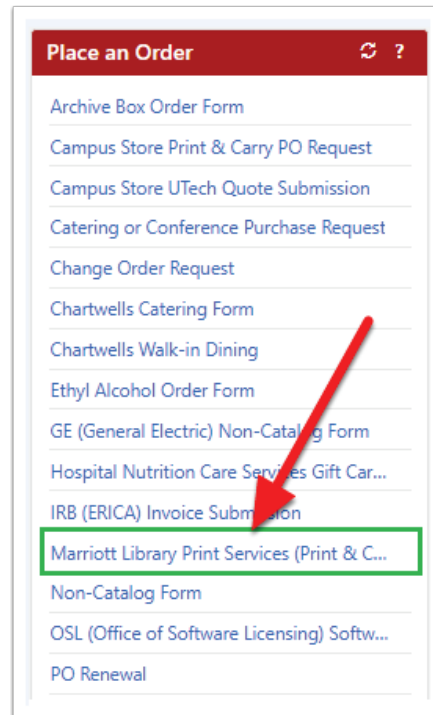 Place an Order ?
Archive Box Order Form
Campus Store Print & Carry PO Request
Campus Store UTech Quote Submission
Catering or Conference Purchase Request
Change Order Request
Chartwells Catering Form
Chartwells Walk-in Dining
Ethyl Alcohol Order Form
GE (General Electric) Non-Catalog Form
Hospital Nutrition Care Services Gift Car...
IRB (ERICA) Invoice Submission
Marriott Library Print Services (Print & C...
Non-Catalog Form
OSL (Office of Software Licensing) Softw...
PO Renewal